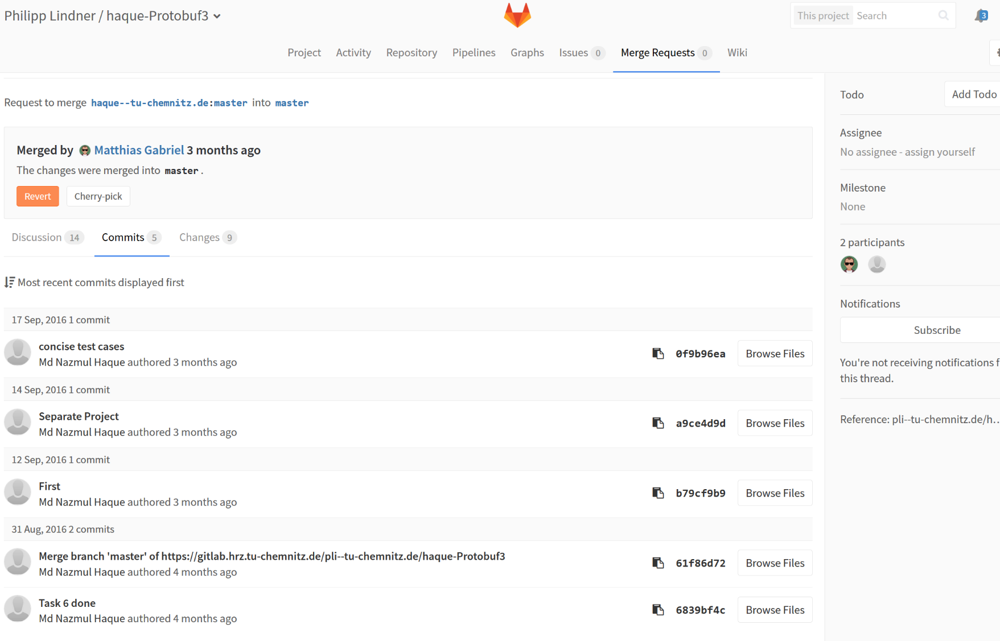 Philipp Lindner / haque-Protobuf3
This project Search
3
Project Activity Repository Pipelines Graphs Issues 0 Merge Requests 0 Wiki
Request to merge haque--tu-chemnitz.de:master into master
Merged by Matthias Gabriel 3 months ago
The changes were merged into master .
Revert Cherry-pick
Discussion 14 Commits 5 Changes 9
Most recent commits displayed first
17 Sep, 2016 1 commit
concise test cases
Md Nazmul Haque authored 3 months ago
0f9b96ea Browse Files
14 Sep, 2016 1 commit
Separate Project
Md Nazmul Haque authored 3 months ago
a9ce4d9d Browse Files
12 Sep, 2016 1 commit
First
Md Nazmul Haque authored 3 months ago
b79cf9b9 Browse Files
31 Aug, 2016 2 commits
Merge branch 'master' of https://gitlab.hrz.tu-chemnitz.de/pli--tu-chemnitz.de/haque-Protobuf3
Md Nazmul Haque authored 4 months ago
61f86d72 Browse Files
Task 6 done
Md Nazmul Haque authored 4 months ago
6839bf4c Browse Files
Todo Add Todo
Assignee
No assignee - assign yourself
Milestone
None
2 participants
Notifications
Subscribe
You're not receiving notifications f
this thread.
Reference: pli--tu-chemnitz.de/h...